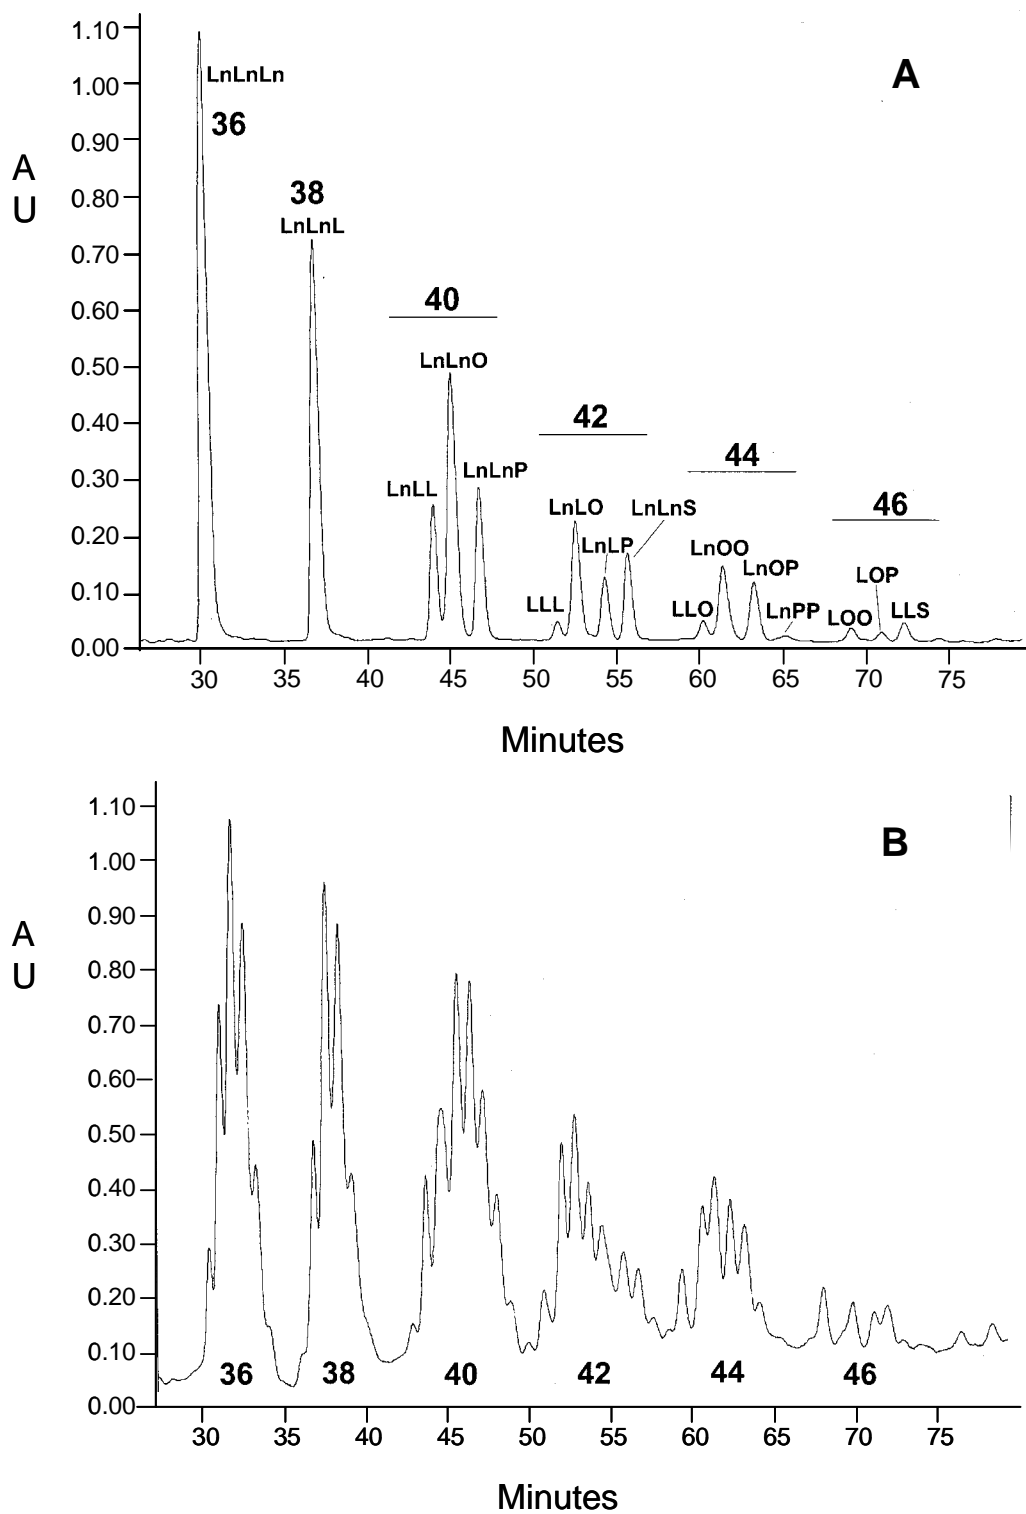 A
1.10
LnLnLn
1.00
36
0.90
A
U
0.80
38
LnLnL
0.70
0.60
40
0.50
LnLnO
0.40
42
0.30
LnLL
LnLnP
44
46
0.20
LnLO
LnLP
LnLnS
LnOO
LnOP
LOP
0.10
LLL
LLO
LnPP
LOO
LLS
0.00
30 35 40 45 50 55 60 65 70 75
Minutes
B
1.10
1.00
0.90
A
U
0.80
0.70
0.60
0.50
0.40
0.30
0.20
0.10
36 38 40 42 44 46
0.00
30 35 40 45 50 55 60 65 70 75
Minutes